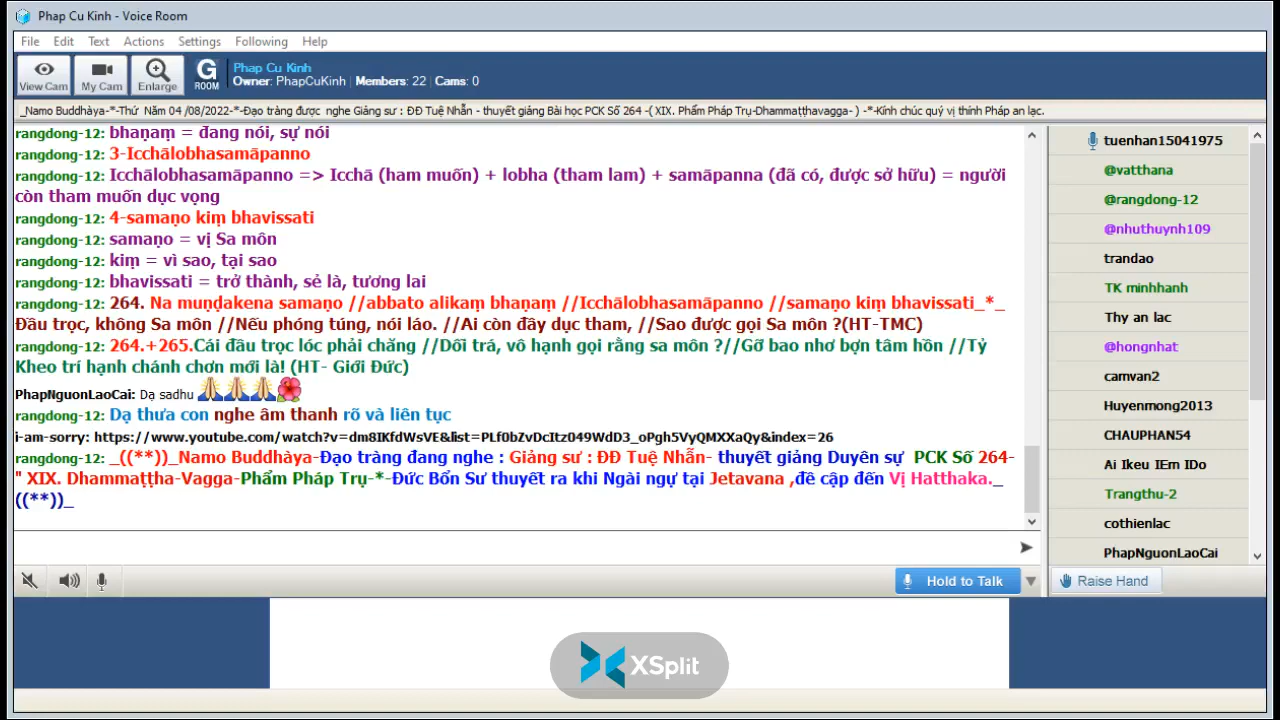 Phap Cu Kinh - Voice Room
File Edit Text Actions Settings Following Help
View Cam My Cam Enlarge G ROOM Phap Cu Kinh
Owner: PhapCuKinh Members: 22 Cams: 0
_Namo Buddhàya-*-Thứ Năm 04 /08/2022-*-Đạo tràng được nghe Giảng sư : ĐĐ Tuệ Nhẫn - thuyết giảng Bài học PCK Số 264 -( XIX. Phẩm Pháp Trụ-Dhammaṭṭhavagga- ) -*-Kính chúc quý vị thính Pháp an lạc.
rangdong-12: bhaṇaṃ = đang nói, sự nói
rangdong-12: 3-Icchālobhasamāpanno
rangdong-12: Icchālobhasamāpanno => Icchā (ham muốn) + lobha (tham lam) + samāpanna (đã có, được sở hữu) = người
còn tham muốn dục vọng
rangdong-12: 4-samaṇo kiṃ bhavissati
rangdong-12: samaṇo = vị Sa môn
rangdong-12: kiṃ = vì sao, tại sao
rangdong-12: bhavissati = trở thành, sẻ là, tương lai
rangdong-12: 264. Na muṇḍakena samaṇo //abbato alikaṃ bhaṇaṃ //Icchālobhasamāpanno //samaṇo kiṃ bhavissati_*_
Đầu trọc, không Sa môn //Nếu phóng túng, nói láo. //Ai còn đầy dục tham, //Sao được gọi Sa môn ?(HT-TMC)
rangdong-12: 264.+265.Cái đầu trọc lóc phải chăng //Dối trá, vô hạnh gọi rằng sa môn ?//Gỡ bao nhơ bợn tâm hồn //Tỷ
Kheo trí hạnh chánh chơn mới là! (HT- Giới Đức)
PhapNguonLaoCai: Dạ sadhu
rangdong-12: Dạ thưa con nghe âm thanh rõ và liên tục
i-am-sorry: https://www.youtube.com/watch?v=dm8IKfdWsVE&list=PLf0bZvDcItz049WdD3_oPgh5VyQMXXaQy&index=26
rangdong-12: _((**))_Namo Buddhàya-Đạo tràng đang nghe : Giảng sư : ĐĐ Tuệ Nhẫn- thuyết giảng Duyên sự PCK Số 264-
" XIX. Dhammaṭṭha-Vagga-Phẩm Pháp Trụ-*-Đức Bổn Sư thuyết ra khi Ngài ngự tại Jetavana ,đề cập đến Vị Hatthaka._
((**))_
tuenhan15041975
@vatthana
@rangdong-12
@nhuthuynh109
trandao
TK minhhanh
Thy an lac
@hongnhat
camvan2
Huyenmong2013
CHAUPHAN54
Ai Ikeu IEm IDo
Trangthu-2
cothienlac
PhapNguonLaoCai
Hold to Talk
Raise Hand
XSplit